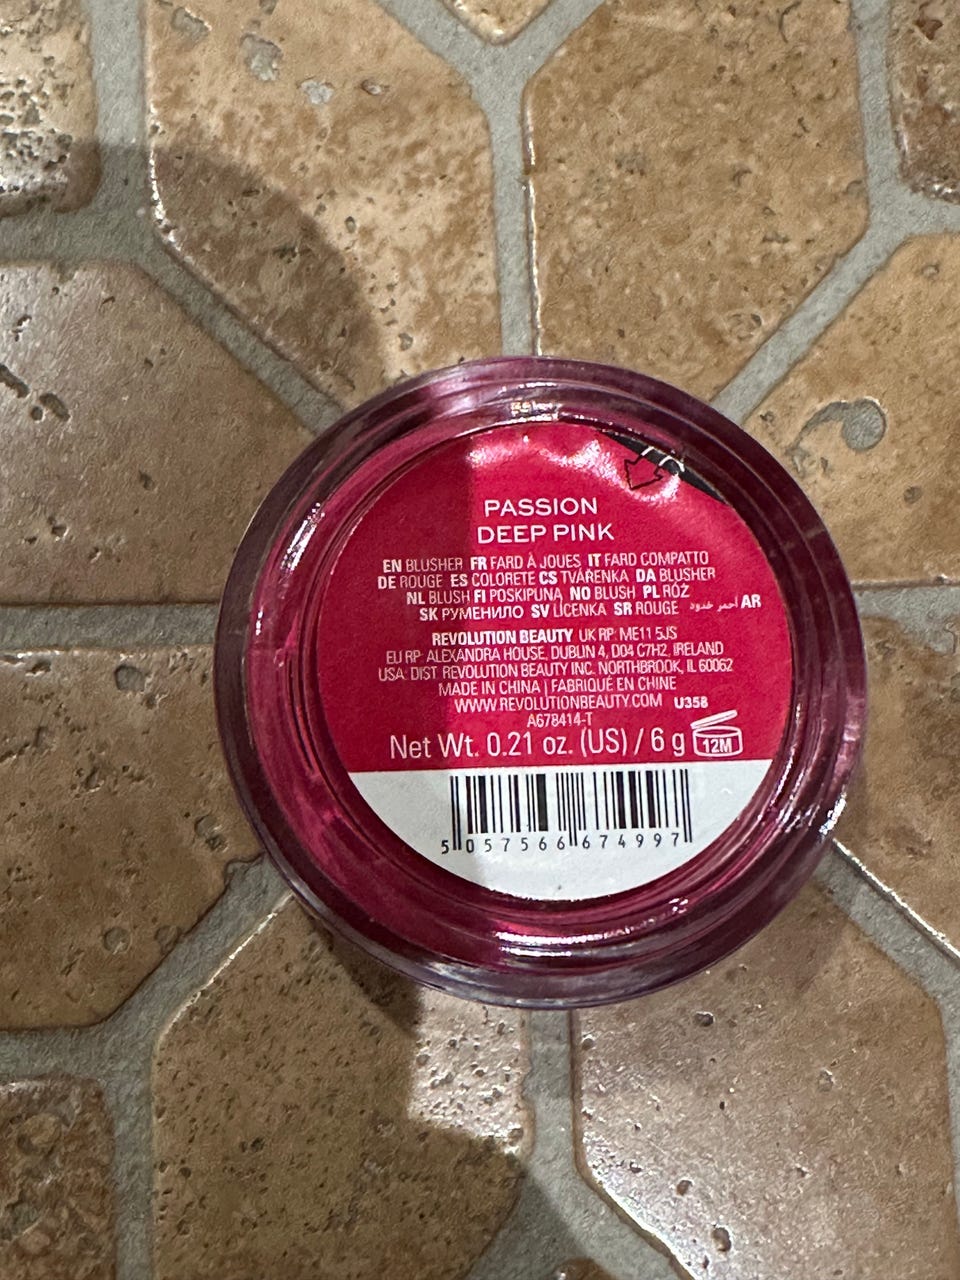 PASSION
DEEP PINK
EN BLUSHER FR FARD À JOUES IT FARD COMPATTO
DE ROUGE ES COLORETE CS TVÁŘENKA DA BLUSHER
NL BLUSH FI POSKIPUNA NO BLUSH PL RÓŻ
SK РУМЕНИЛО SV LICENKA SR ROUGE أحمر خدود AR
REVOLUTION BEAUTY UK RP: ME11 5JS
EU RP: ALEXANDRA HOUSE, DUBLIN 4, D04 C7H2, IRELAND
USA: DIST. REVOLUTION BEAUTY INC. NORTHBROOK, IL 60062
MADE IN CHINA | FABRIQUÉ EN CHINE
WWW.REVOLUTIONBEAUTY.COM U358
A678414-T
Net Wt. 0.21 oz. (US) / 6 g 12M
5 057566 674997